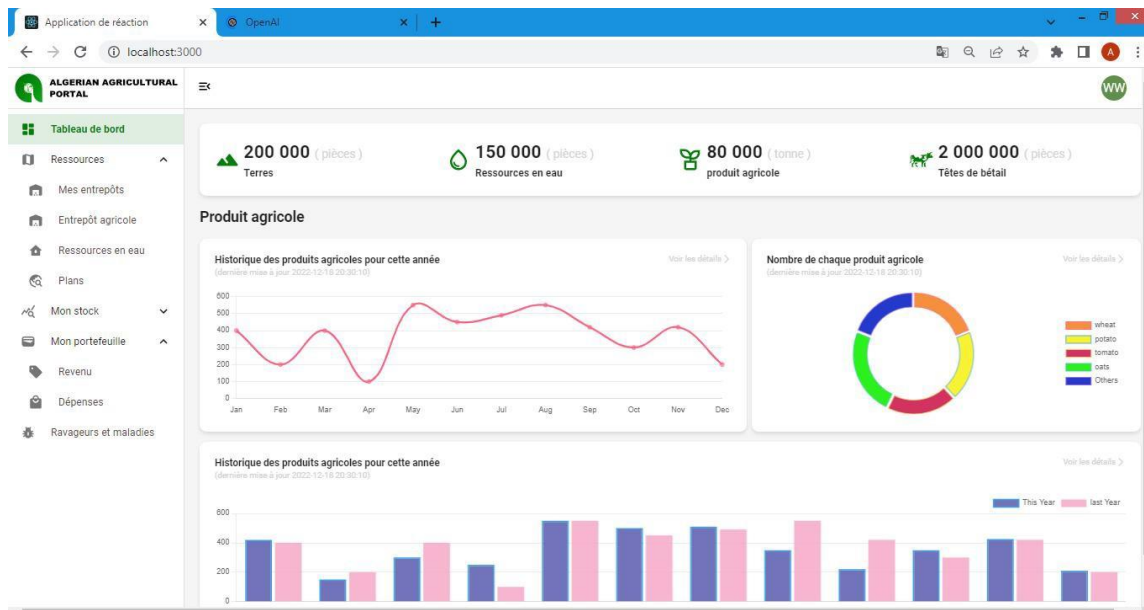 Application de réaction
OpenAI
localhost:3000
A
ALGERIAN AGRICULTURAL
PORTAL
WW
Tableau de bord
Ressources
Mes entrepôts
Entrepôt agricole
Ressources en eau
Plans
Mon stock
Mon portefeuille
Revenu
Dépenses
Ravageurs et maladies
200 000 ( pièces )
Terres
150 000 ( pièces )
Ressources en eau
80 000 ( tonne )
produit agricole
2 000 000 ( pièces )
Têtes de bétail
Produit agricole
Historique des produits agricoles pour cette année
Voir les détails
(dernière mise à jour 2022-12-18 20:30:10)
600
500
400
300
200
100
0
Jan Feb Mar Apr May Jun Jul Aug Sep Oct Nov Dec
Nombre de chaque produit agricole
Voir les détails
(dernière mise à jour 2022-12-18 20:30:10)
wheat
potato
tomato
oats
Others
Historique des produits agricoles pour cette année
Voir les détails
(dernière mise à jour 2022-12-18 20:30:10)
This Year last Year
600
400
200
0